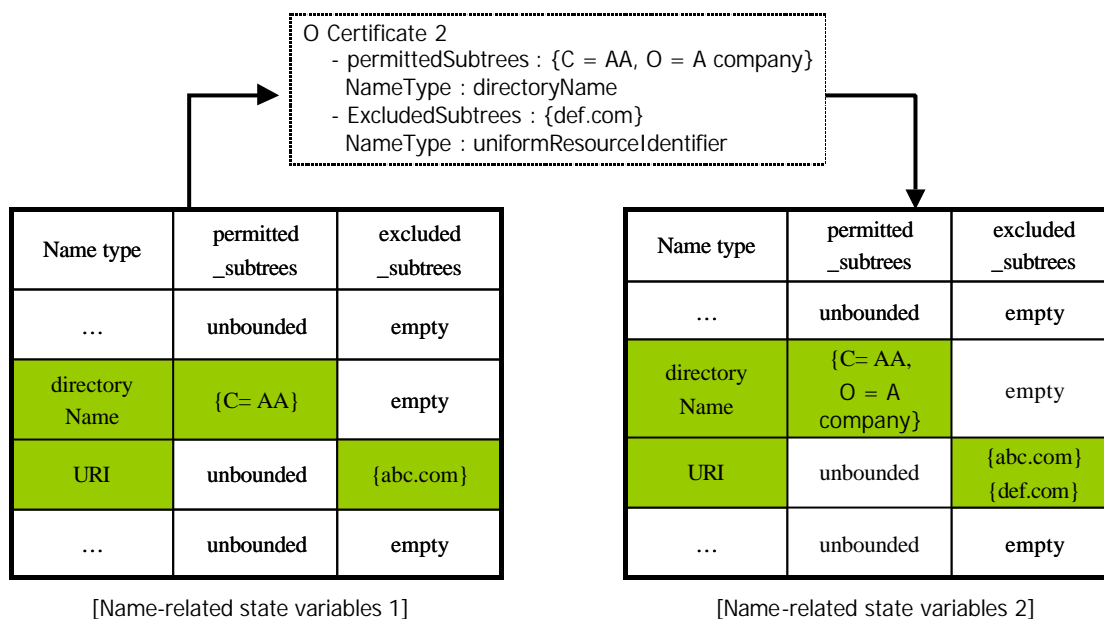 O Certificate 2
- permittedSubtrees : {C = AA, O = A company}
NameType : directoryName
- ExcludedSubtrees : {def.com}
NameType : uniformResourceIdentifier
Name type
permitted
_subtrees
excluded
_subtrees
…
unbounded
empty
directory
Name
{C= AA}
empty
URI
unbounded
{abc.com}
…
unbounded
empty
[Name-related state variables 1]
Name type
permitted
_subtrees
excluded
_subtrees
…
unbounded
empty
directory
Name
{C= AA,
O = A
company}
empty
URI
unbounded
{abc.com}
{def.com}
…
unbounded
empty
[Name-related state variables 2]